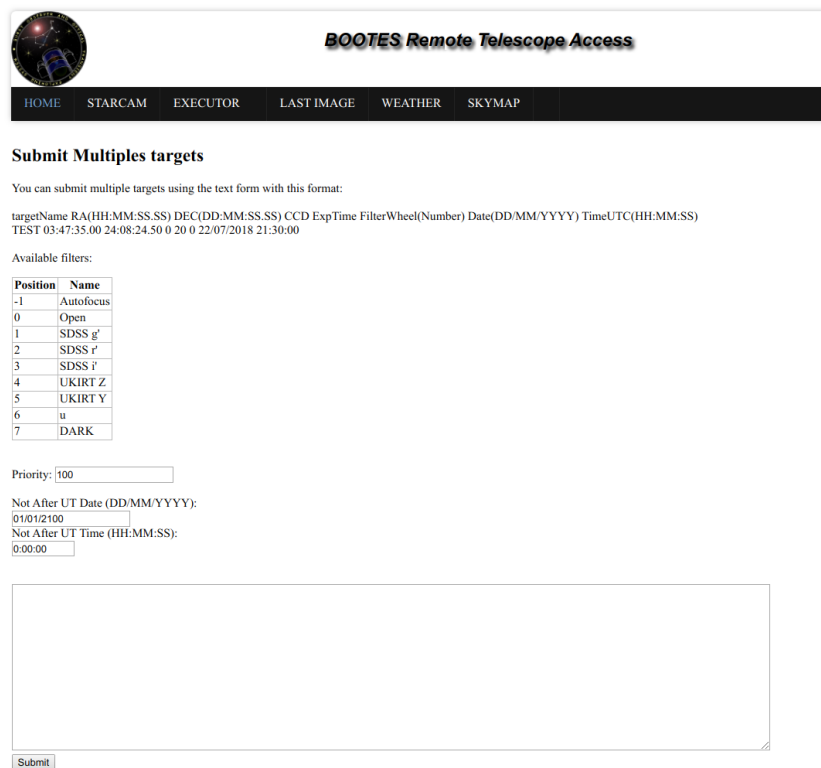 BOOTES Remote Telescope Access
HOME STARCAM EXECUTOR LAST IMAGE WEATHER SKYMAP
Submit Multiples targets
You can submit multiple targets using the text form with this format:
targetName RA(HH:MM:SS.SS) DEC(DD:MM:SS.SS) CCD ExpTime FilterWheel(Number) Date(DD/MM/YYYY) TimeUTC(HH:MM:SS)
TEST 03:47:35.00 24:08:24.50 0 20 0 22/07/2018 21:30:00
Available filters:
Position Name
-1 Autofocus
0 Open
1 SDSS g'
2 SDSS r'
3 SDSS i'
4 UKIRT Z
5 UKIRT Y
6 u
7 DARK
Priority: 100
Not After UT Date (DD/MM/YYYY):
01/01/2100
Not After UT Time (HH:MM:SS):
0:00:00
Submit